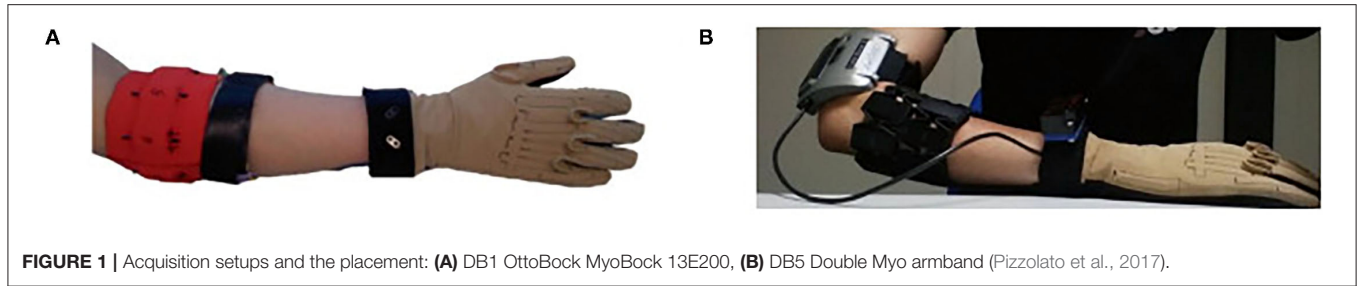 A
B
FIGURE 1 | Acquisition setups and the placement: (A) DB1 OttoBock MyoBock 13E200, (B) DB5 Double Myo armband (Pizzolato et al., 2017).